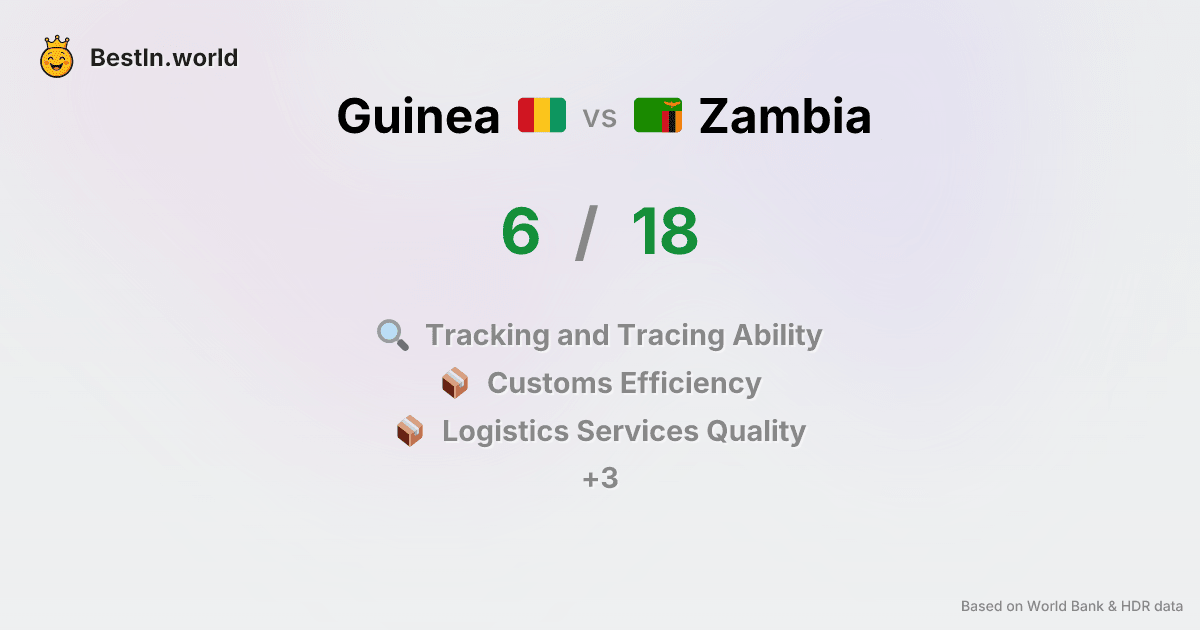 BestIn.world
Guinea vs Zambia
6 / 18
Tracking and Tracing Ability
Customs Efficiency
Logistics Services Quality
+3
Based on World Bank & HDR data